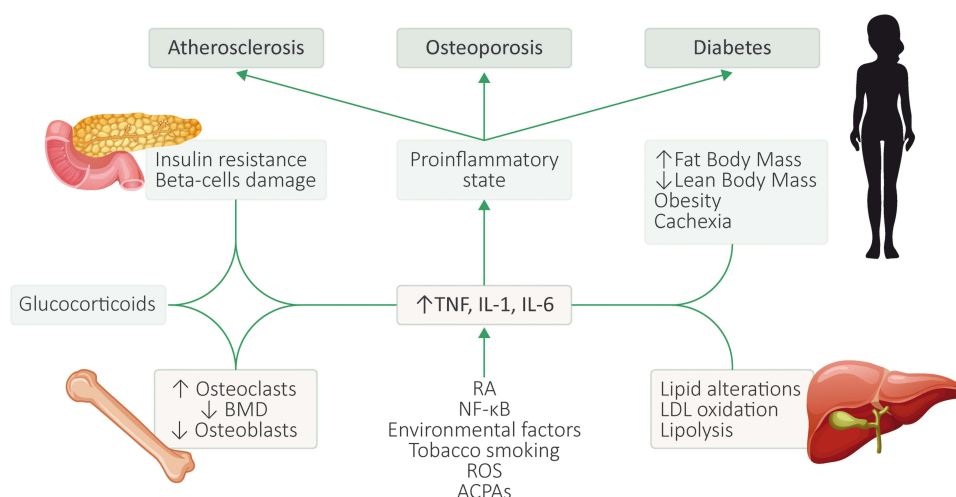 Atherosclerosis
Osteoporosis
Diabetes
Insulin resistance
Beta-cells damage
Proinflammatory
state
↑Fat Body Mass
↓Lean Body Mass
Obesity
Cachexia
Glucocorticoids
↑TNF, IL-1, IL-6
↑ Osteoclasts
↓ BMD
↓ Osteoblasts
RA
NF-κB
Environmental factors
Tobacco smoking
ROS
ACPAs
Lipid alterations
LDL oxidation
Lipolysis